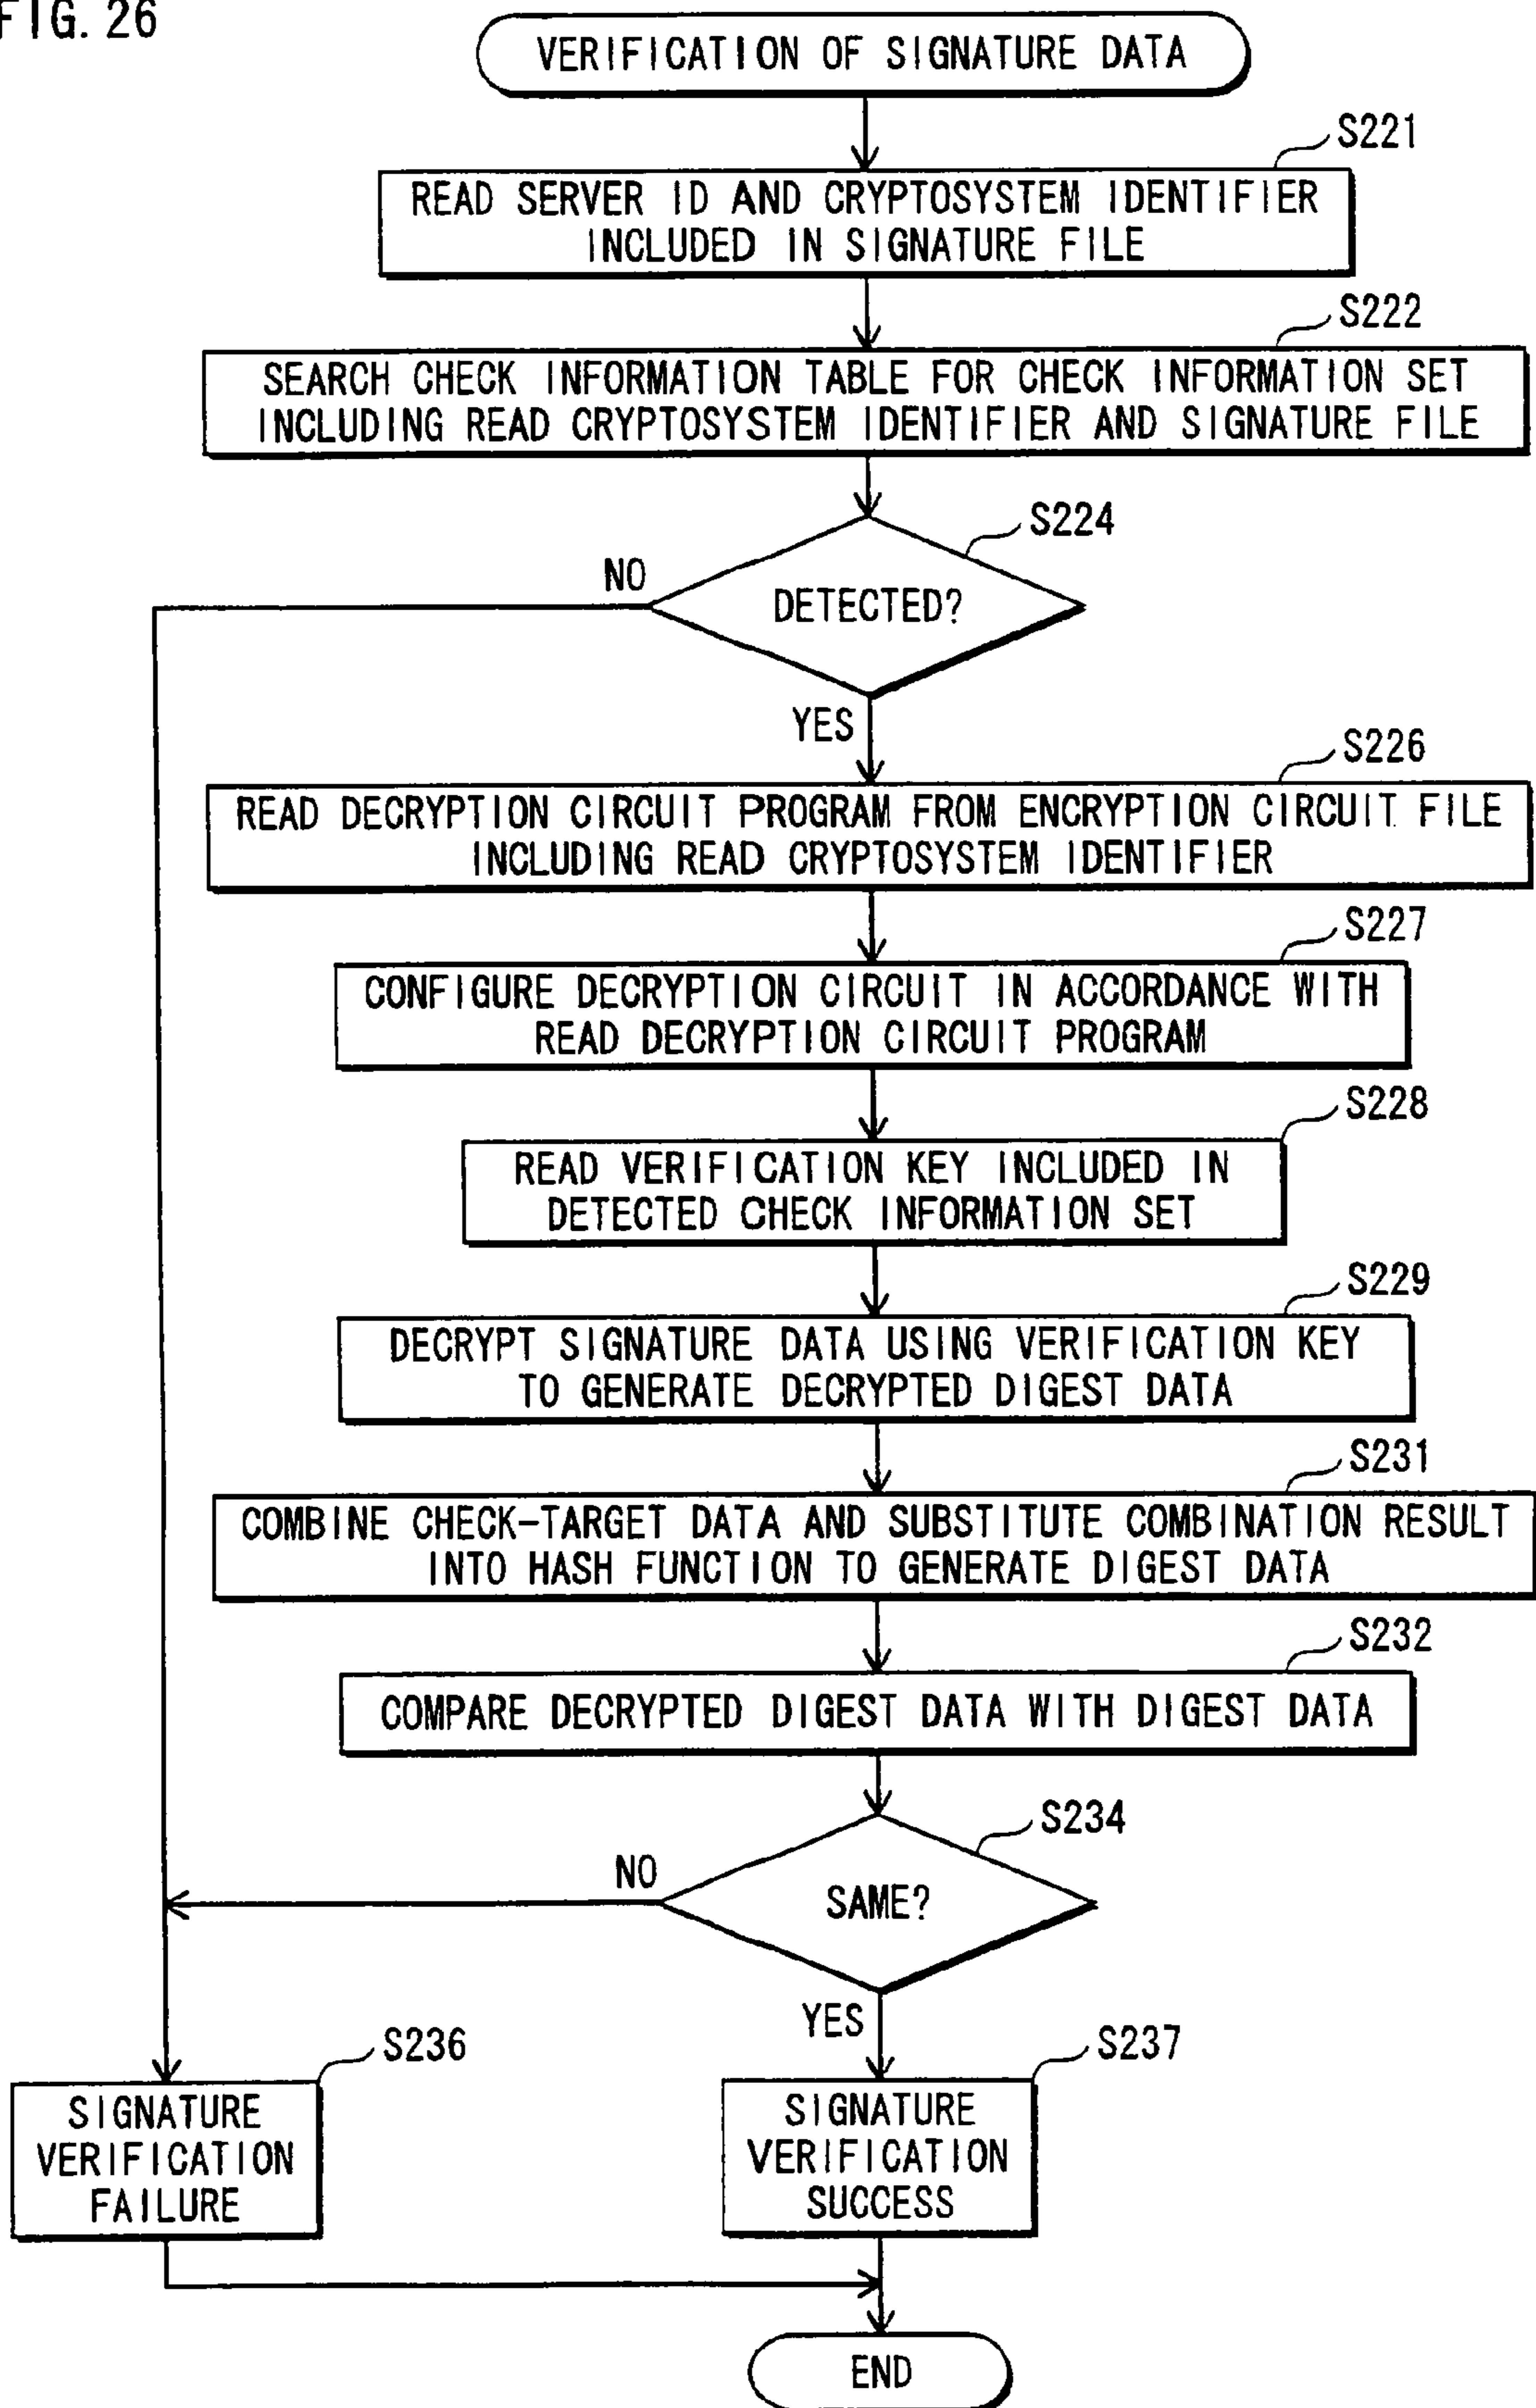 FIG. 26
VERIFICATION OF SIGNATURE DATA
S221
READ SERVER ID AND CRYPTOSYSTEM IDENTIFIER
INCLUDED IN SIGNATURE FILE
S222
SEARCH CHECK INFORMATION TABLE FOR CHECK INFORMATION SET
INCLUDING READ CRYPTOSYSTEM IDENTIFIER AND SIGNATURE FILE
S224
NO
DETECTED?
YES
S226
READ DECRYPTION CIRCUIT PROGRAM FROM ENCRYPTION CIRCUIT FILE
INCLUDING READ CRYPTOSYSTEM IDENTIFIER
S227
CONFIGURE DECRYPTION CIRCUIT IN ACCORDANCE WITH
READ DECRYPTION CIRCUIT PROGRAM
S228
READ VERIFICATION KEY INCLUDED IN
DETECTED CHECK INFORMATION SET
S229
DECRYPT SIGNATURE DATA USING VERIFICATION KEY
TO GENERATE DECRYPTED DIGEST DATA
S231
COMBINE CHECK-TARGET DATA AND SUBSTITUTE COMBINATION RESULT
INTO HASH FUNCTION TO GENERATE DIGEST DATA
S232
COMPARE DECRYPTED DIGEST DATA WITH DIGEST DATA
S234
NO
SAME?
YES
S236
SIGNATURE
VERIFICATION
FAILURE
S237
SIGNATURE
VERIFICATION
SUCCESS
END